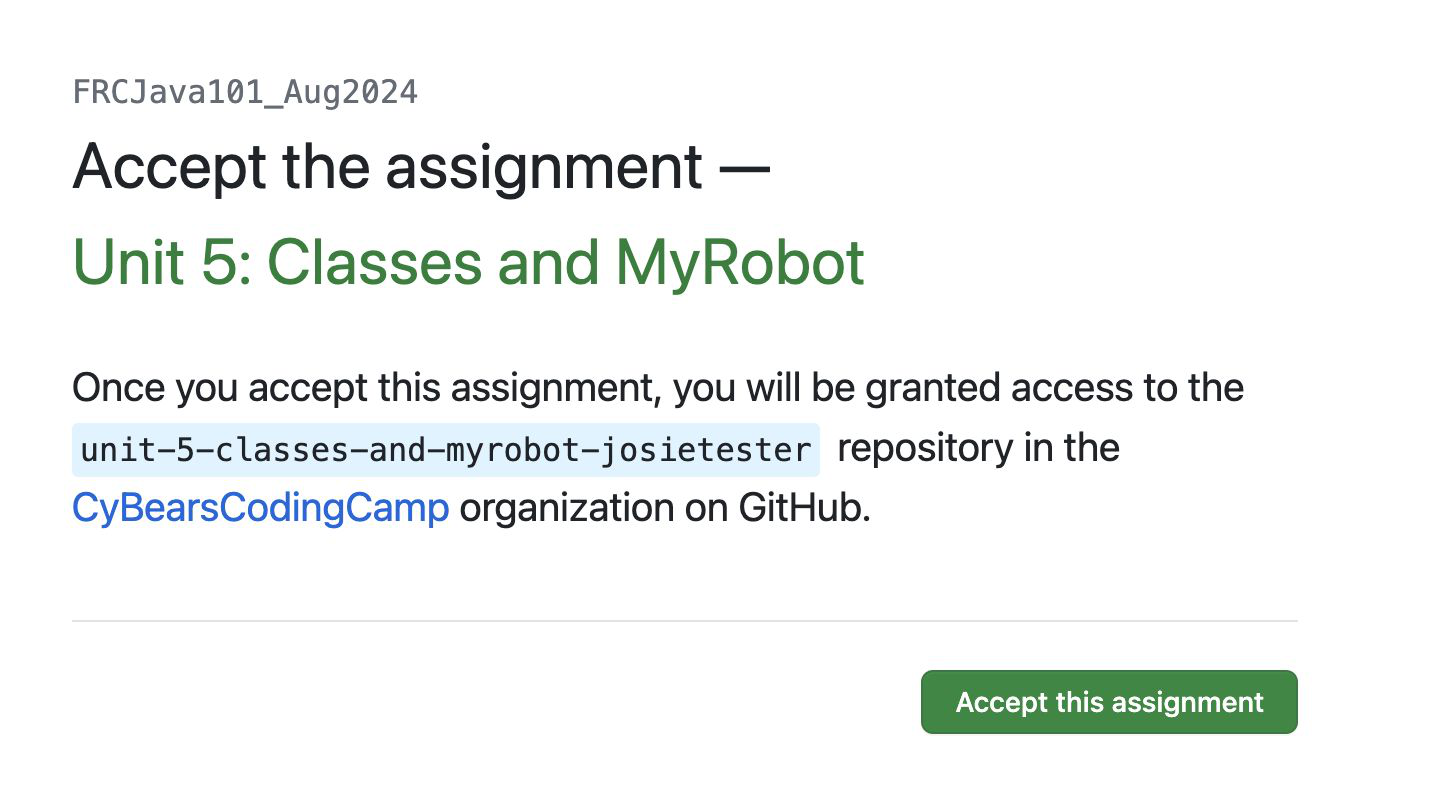 FRCJava101_Aug2024
Accept the assignment —
Unit 5: Classes and MyRobot
Once you accept this assignment, you will be granted access to the
unit-5-classes-and-myrobot-josietester repository in the
CyBearsCodingCamp organization on GitHub.
Accept this assignment